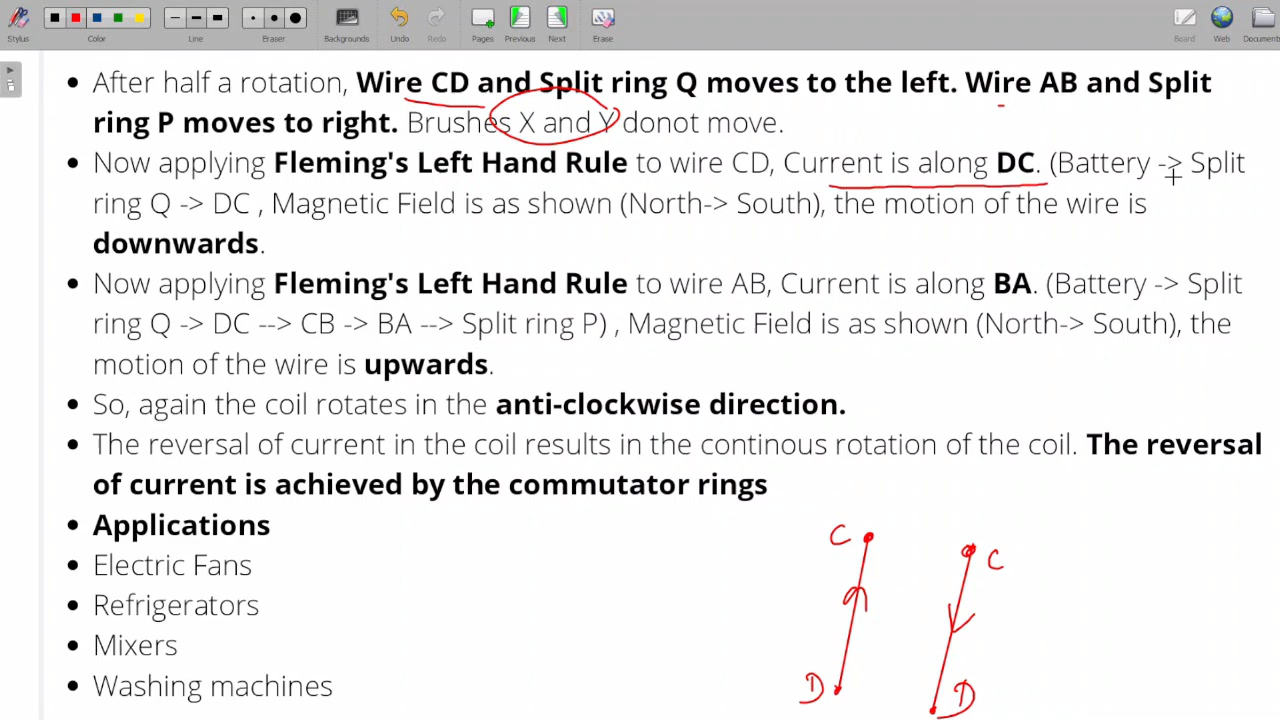 Stylus
Color
Line
Eraser
Backgrounds
Undo
Redo
Pages
Previous
Next
Erase
Board
Web
Documents
• After half a rotation, Wire CD and Split ring Q moves to the left. Wire AB and Split
ring P moves to right. Brushes X and Y donot move.
• Now applying Fleming's Left Hand Rule to wire CD, Current is along DC. (Battery -> Split
ring Q -> DC , Magnetic Field is as shown (North-> South), the motion of the wire is
downwards.
• Now applying Fleming's Left Hand Rule to wire AB, Current is along BA. (Battery -> Split
ring Q -> DC --> CB -> BA --> Split ring P) , Magnetic Field is as shown (North-> South), the
motion of the wire is upwards.
• So, again the coil rotates in the anti-clockwise direction.
• The reversal of current in the coil results in the continous rotation of the coil. The reversal
of current is achieved by the commutator rings
• Applications
• Electric Fans
• Refrigerators
• Mixers
• Washing machines
C
C
D
D